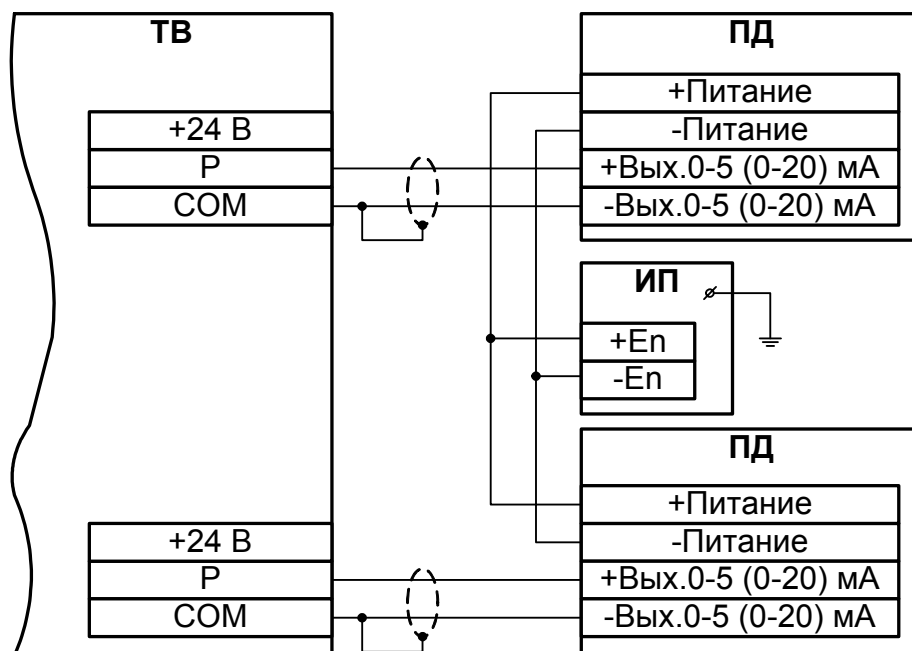 ТВ
+24 В
Р
СОМ
ПД
+Питание
-Питание
+Вых.0-5 (0-20) мА
-Вых.0-5 (0-20) мА
ИП
+En
-En
ПД
+Питание
-Питание
+Вых.0-5 (0-20) мА
-Вых.0-5 (0-20) мА
+24 В
Р
СОМ